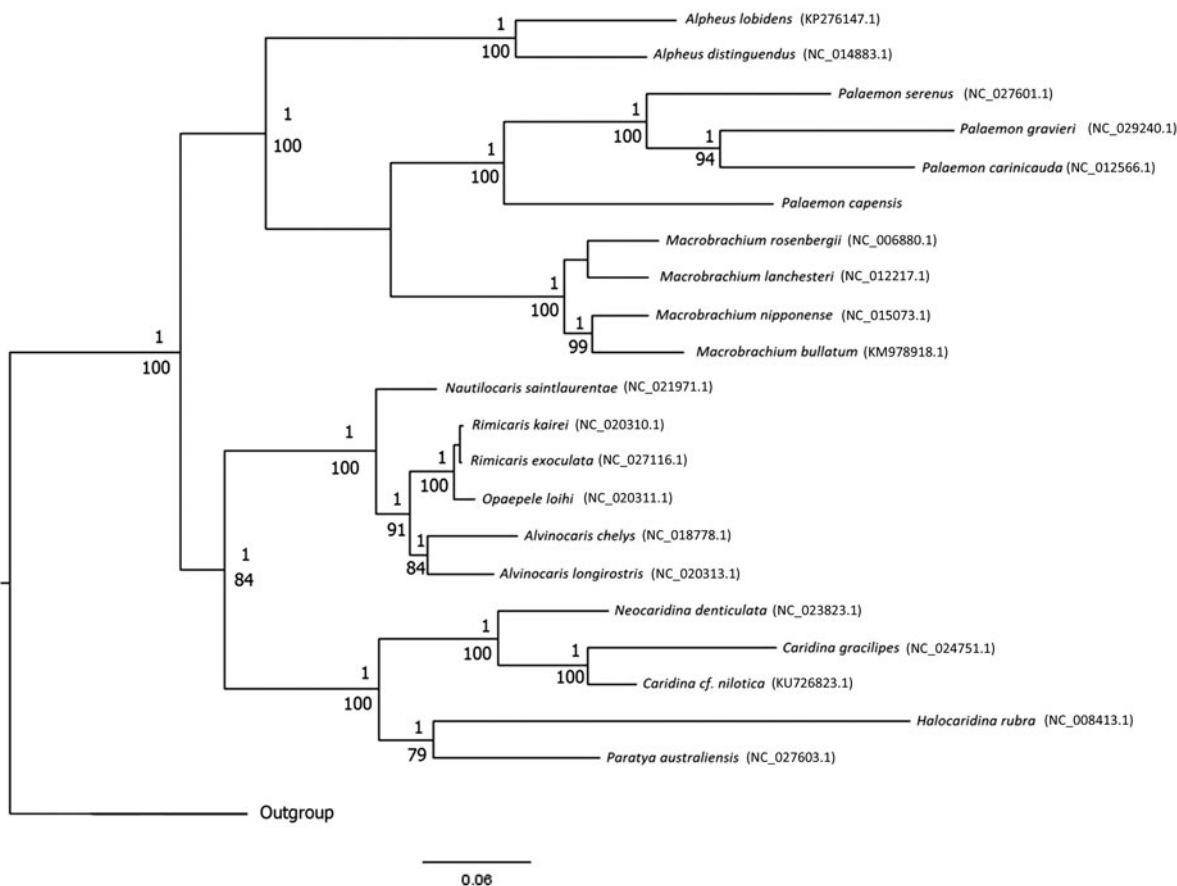 Alpheus lobidens (KP276147.1)
1
100
Alpheus distinguendus (NC_014883.1)
Palaemon serenus (NC_027601.1)
1
100
1
100
Palaemon gravieri (NC_029240.1)
1
94
Palaemon carinicauda (NC_012566.1)
1
100
Palaemon capensis
Macrobrachium rosenbergii (NC_006880.1)
Macrobrachium lanchesteri (NC_012217.1)
1
100
Macrobrachium nipponense (NC_015073.1)
1
99
Macrobrachium bullatum (KM978918.1)
1
100
Nautilocaris saintlaurentae (NC_021971.1)
Rimicaris kairei (NC_020310.1)
1
100
Rimicaris exoculata (NC_027116.1)
1
100
Opaepele loihi (NC_020311.1)
1
91
Alvinocaris chelys (NC_018778.1)
1
84
Alvinocaris longirostris (NC_020313.1)
1
84
Neocaridina denticulata (NC_023823.1)
1
100
Caridina gracilipes (NC_024751.1)
1
100
Caridina cf. nilotica (KU726823.1)
1
100
Halocaridina rubra (NC_008413.1)
1
79
Paratya australiensis (NC_027603.1)
Outgroup
0.06